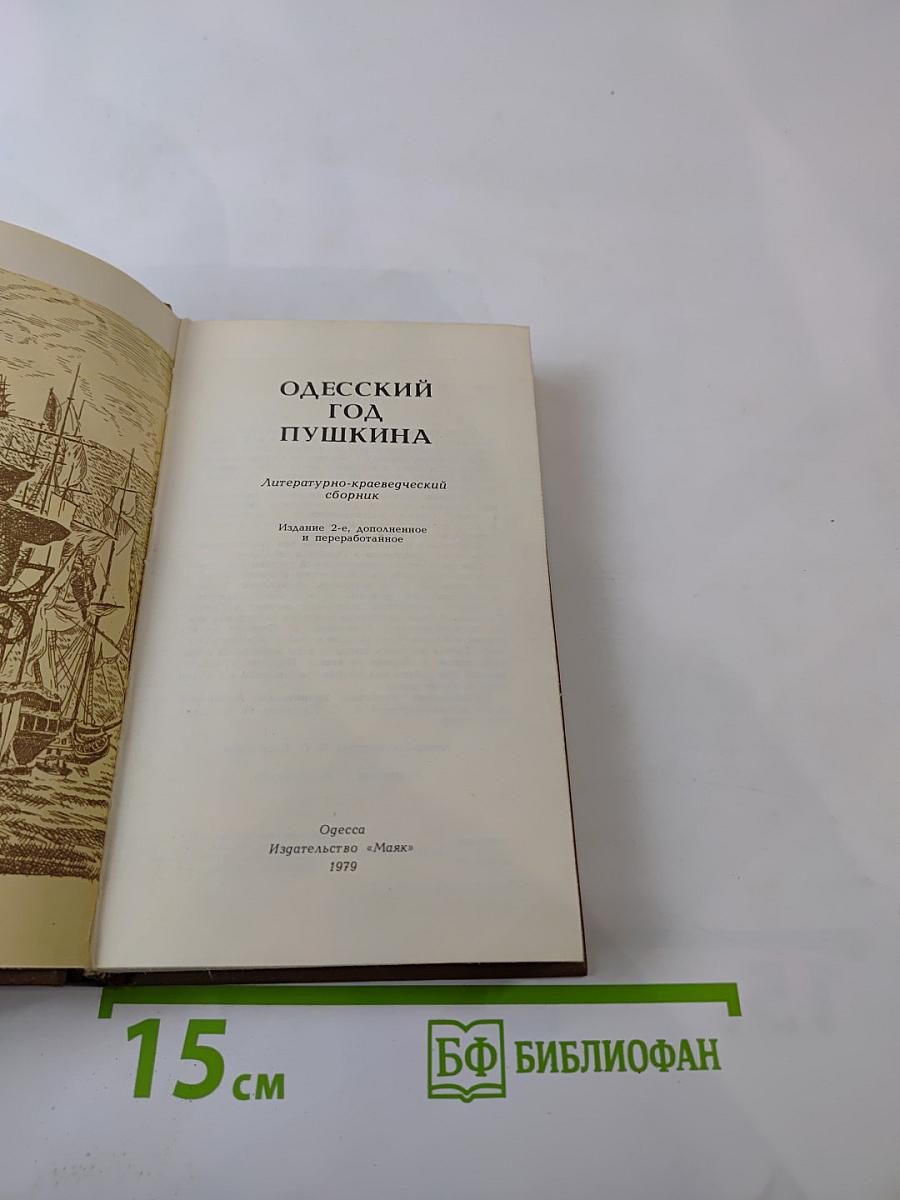 ОДЕССКИЙ
ГОД
ПУШКИНА
Литературно-краеведческий
сборник
Издание 2-е, дополненное
и переработанное
Одесса
Издательство «Маяк»
1979
15 см
БФ БИБЛИОФАН